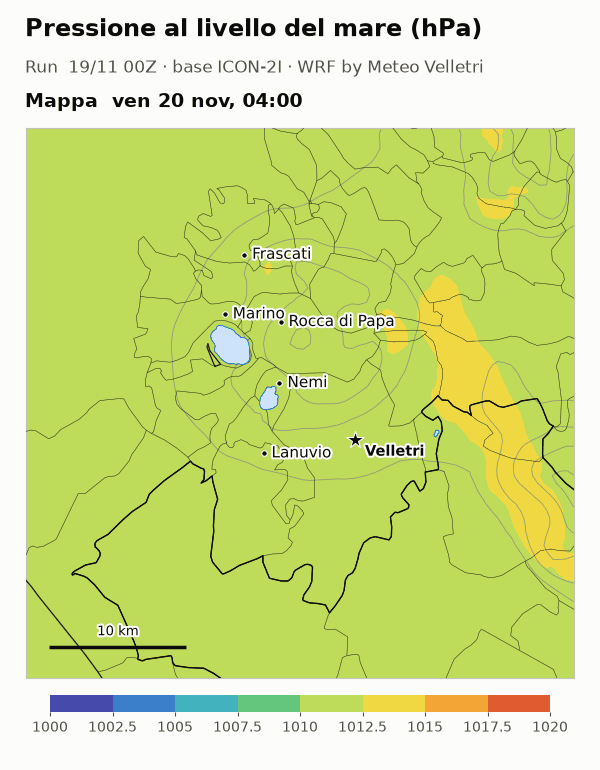 Pressione al livello del mare (hPa)
Run  19/11 00Z · base ICON-2I · WRF by Meteo Velletri
Mappa  ven 20 nov, 04:00
Frascati
Marino
Rocca di Papa
Nemi
Velletri
Lanuvio
10 km
1000 1002.5 1005 1007.5 1010 1012.5 1015 1017.5 1020